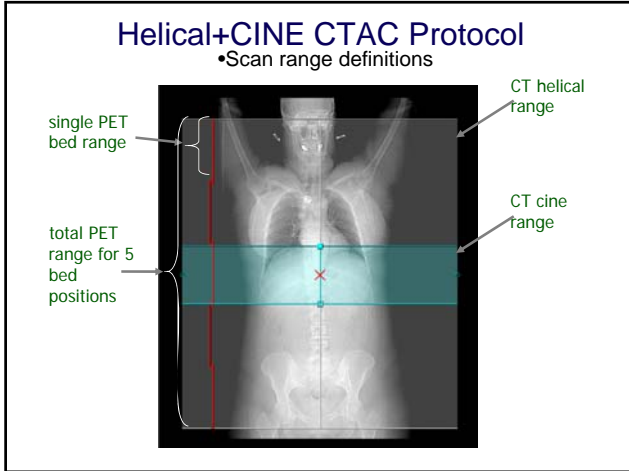 Helical+CINE CTAC Protocol
•Scan range definitions
single PET
bed range
total PET
range for 5
bed
positions
CT helical
range
CT cine
range